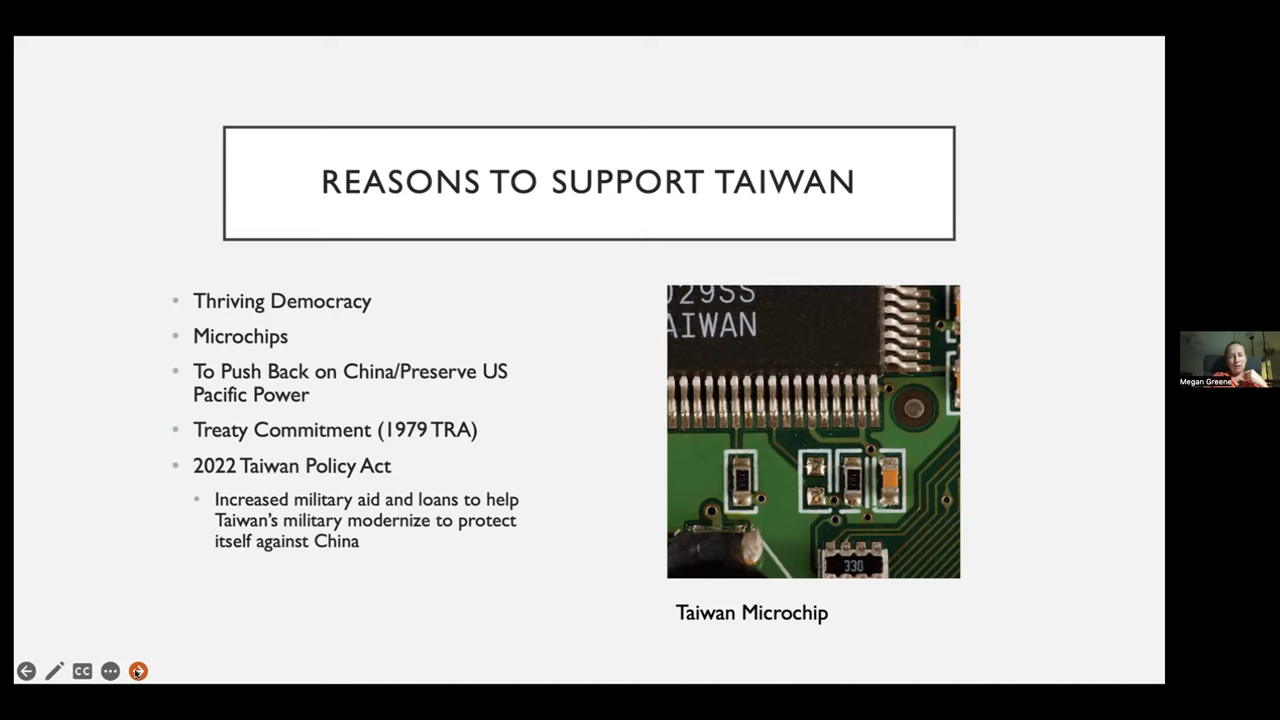 REASONS TO SUPPORT TAIWAN
Thriving Democracy
Microchips
To Push Back on China/Preserve US
Pacific Power
Treaty Commitment (1979 TRA)
2022 Taiwan Policy Act
Increased military aid and loans to help
Taiwan's military modernize to protect
itself against China
29SS
AIWAN
330
Taiwan Microchip
CC
Megan Greene